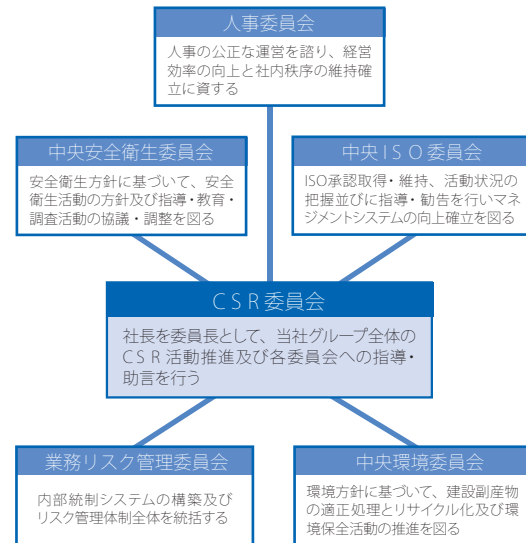 人事委員会
人事の公正な運営を諮り、経営
効率の向上と社内秩序の維持確
立に資する
中央安全衛生委員会
安全衛生方針に基づいて、安全
衛生活動の方針及び指導・教育・
調査活動の協議・調整を図る
中央ISO委員会
ISO承認取得・維持、活動状況の
把握並びに指導・勧告を行いマネ
ジメントシステムの向上確立を図る
CSR委員会
社長を委員長として、当社グループ全体の
CSR活動推進及び各委員会への指導・
助言を行う
業務リスク管理委員会
内部統制システムの構築及び
リスク管理体制全体を統括する
中央環境委員会
環境方針に基づいて、建設副産物
の適正処理とリサイクル化及び環
境保全活動の推進を図る